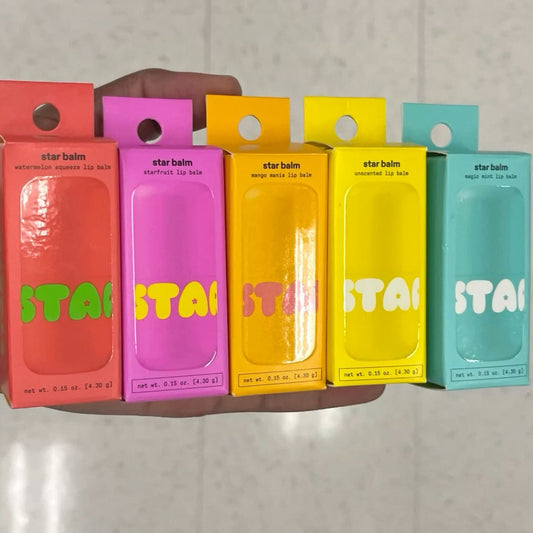 star balm
watermelon squeeze lip balm
STAR
net wt. 0.15 oz. [4.30 g]
star balm
starfruit lip balm
STAR
net wt. 0.15 oz. [4.30 g]
star balm
mango mania lip balm
STAR
net wt. 0.15 oz. [4.30 g]
star balm
unscented lip balm
STAR
net wt. 0.15 oz. [4.30 g]
star balm
magic mint lip balm
STAR
net wt. 0.15 oz. [4.30 g]